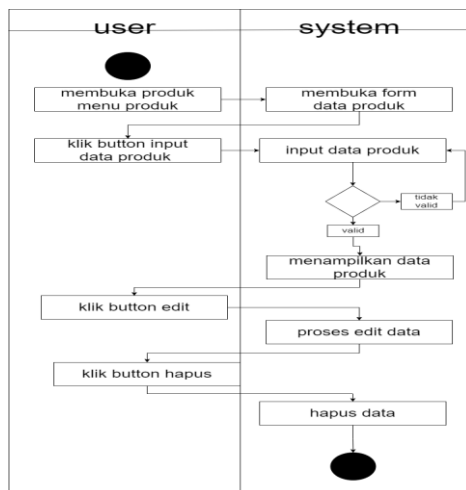 user
system
membuka produk
menu produk
membuka form
data produk
klik button input
data produk
input data produk
tidak
valid
valid
menampilkan data
produk
klik button edit
proses edit data
klik button hapus
hapus data